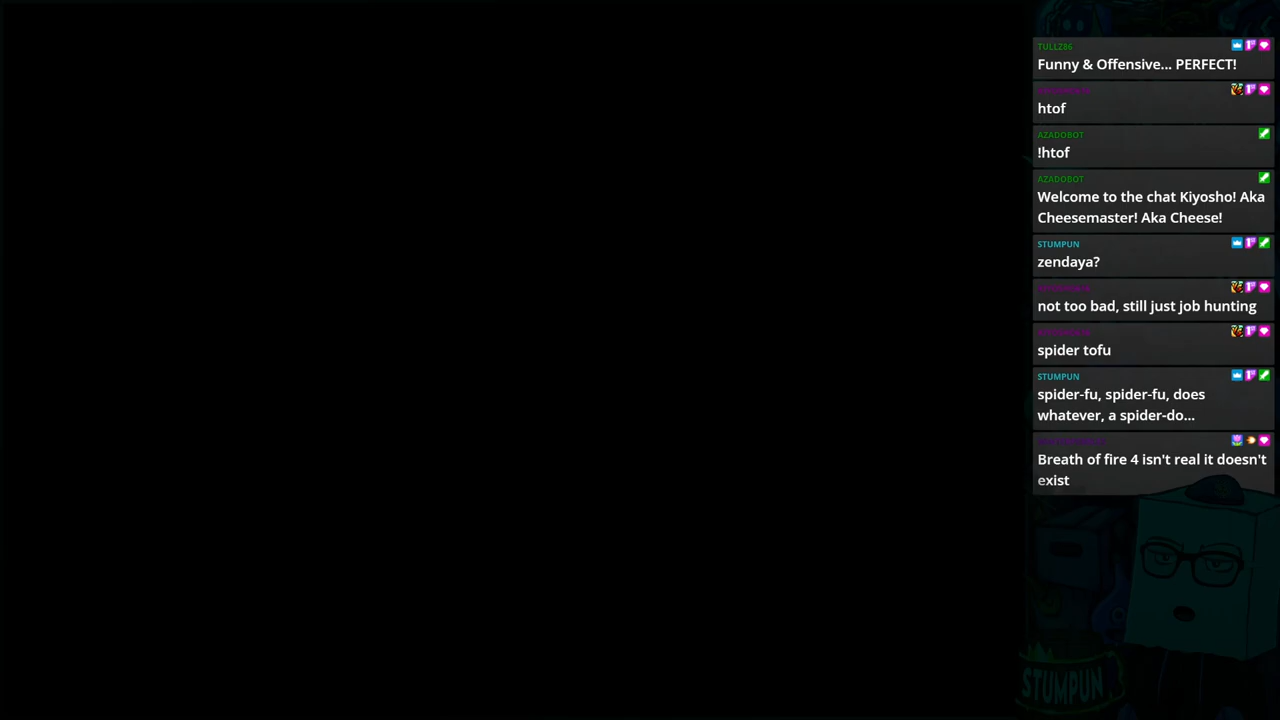 TULLZ86
Funny & Offensive... PERFECT!
htof
AZADOBOT
!htof
AZADOBOT
Welcome to the chat Kiyosho! Aka
Cheesemaster! Aka Cheese!
STUMPUN
zendaya?
not too bad, still just job hunting
spider tofu
STUMPUN
spider-fu, spider-fu, does
whatever, a spider-do...
Breath of fire 4 isn't real it doesn't
exist
STUMPUN